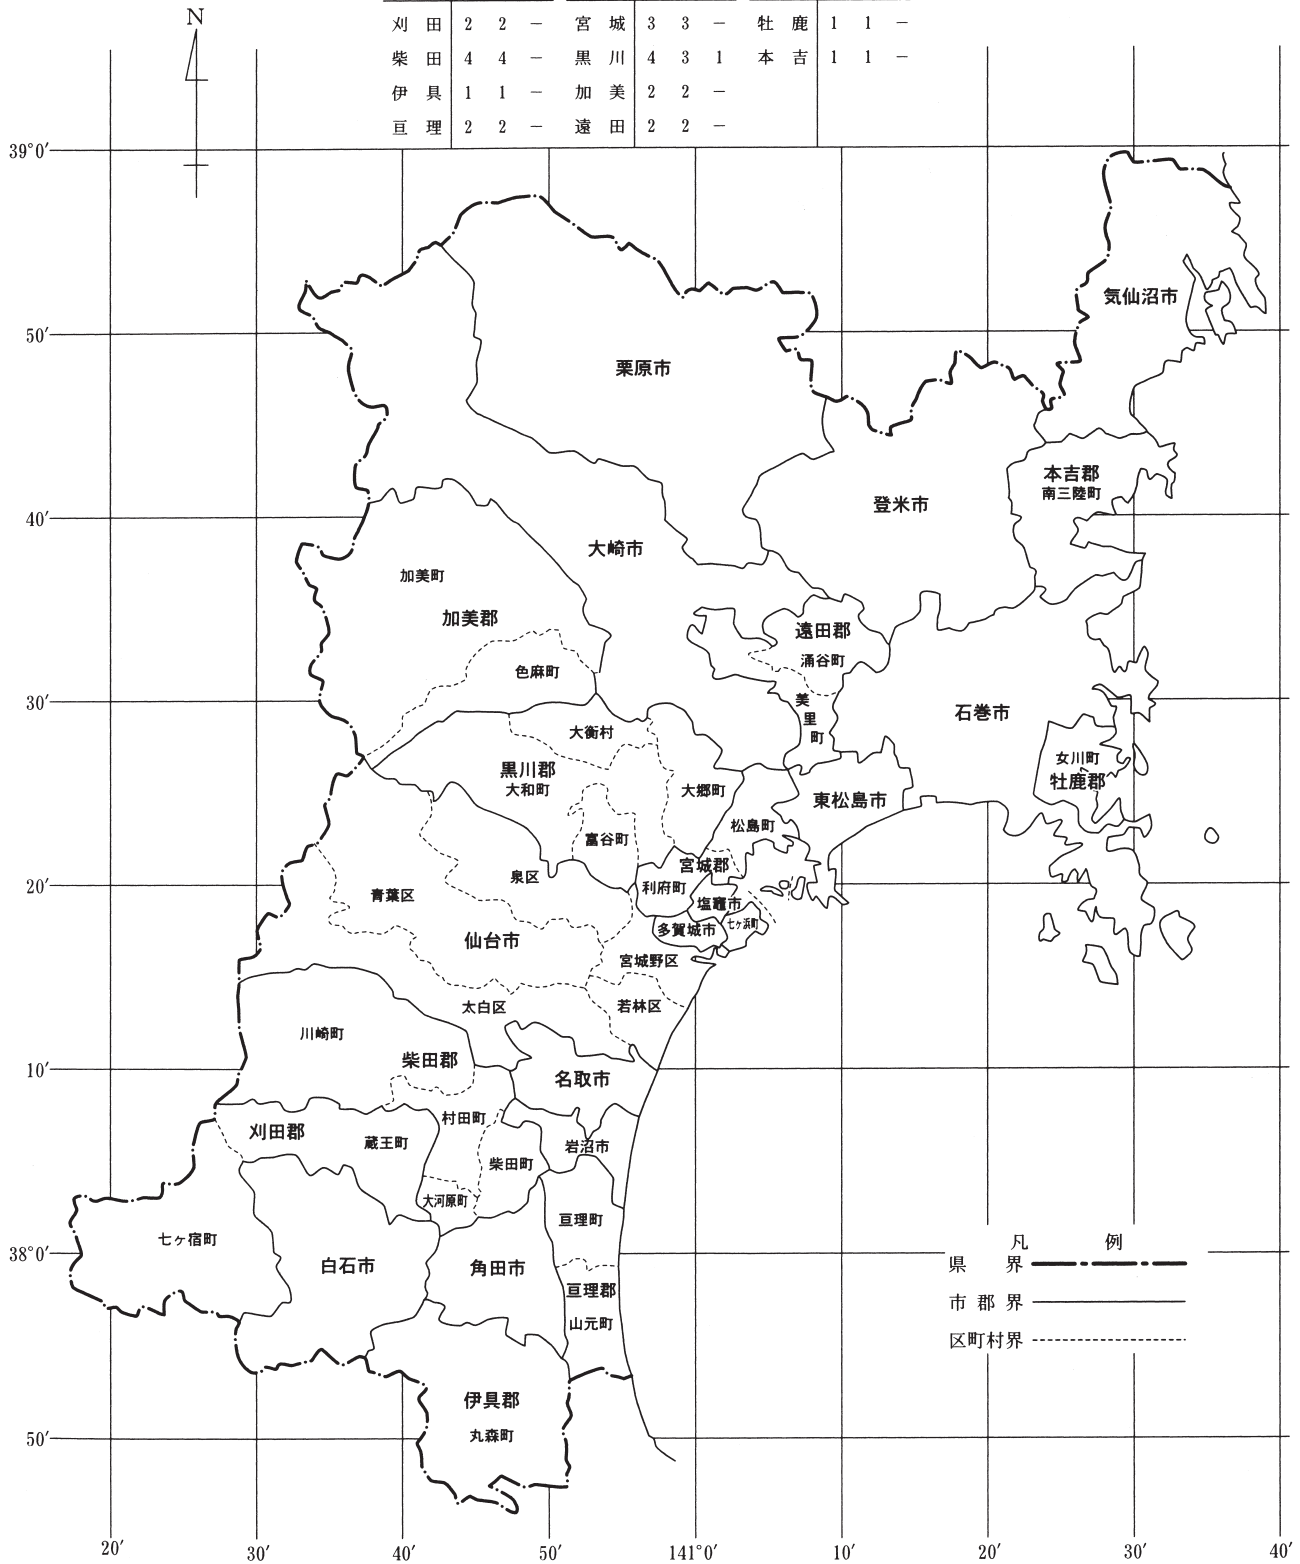 刈田 2 2 － 宮城 3 3 － 牡鹿 1 1 －
柴田 4 4 － 黒川 4 3 1 本吉 1 1 －
伊具 1 1 － 加美 2 2 －
亘理 2 2 － 遠田 2 2 －
N
39°0′
気仙沼市
50′
栗原市
本吉郡
南三陸町
登米市
40′
大崎市
加美町
加美郡
遠田郡
涌谷町
色麻町
30′
美里町
石巻市
大衡村
女川町
牡鹿郡
黒川郡
大和町
大郷町
東松島市
松島町
富谷町
宮城郡
泉区
20′
利府町
青葉区
塩竈市
七ヶ浜町
多賀城市
仙台市
宮城野区
太白区
若林区
川崎町
柴田郡
10′
名取市
村田町
刈田郡
蔵王町
岩沼市
柴田町
大河原町
亘理町
七ヶ宿町
38°0′
白石市
角田市
亘理郡
山元町
凡例
県界
市郡界
区町村界
伊具郡
丸森町
50′
20′ 30′ 40′ 50′ 141°0′ 10′ 20′ 30′ 40′